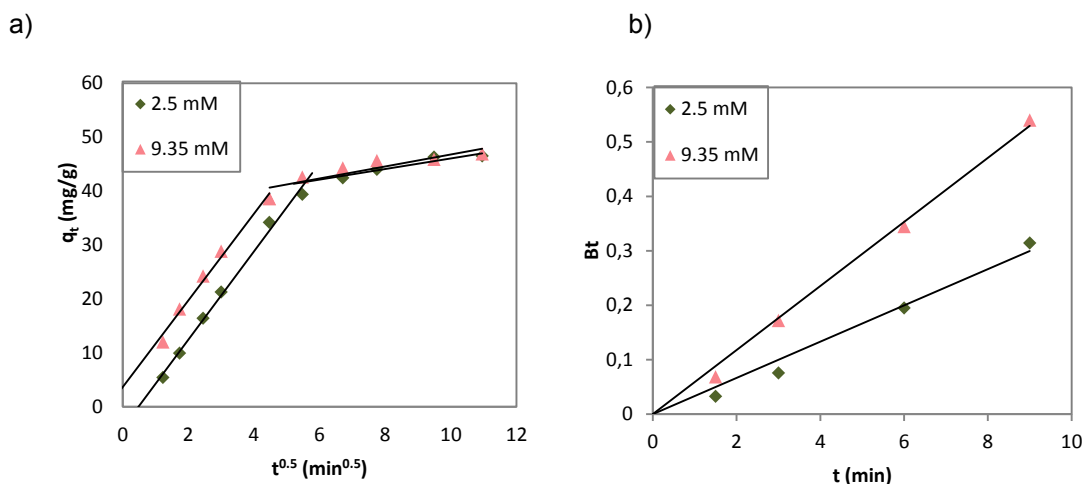 a)
60
50
40
30
20
10
0
qt (mg/g)
2.5 mM
9.35 mM
0 2 4 6 8 10 12
t^0.5 (min^0.5)
b)
0,6
0,5
0,4
0,3
0,2
0,1
0
Bt
2.5 mM
9.35 mM
0 2 4 6 8 10
t (min)